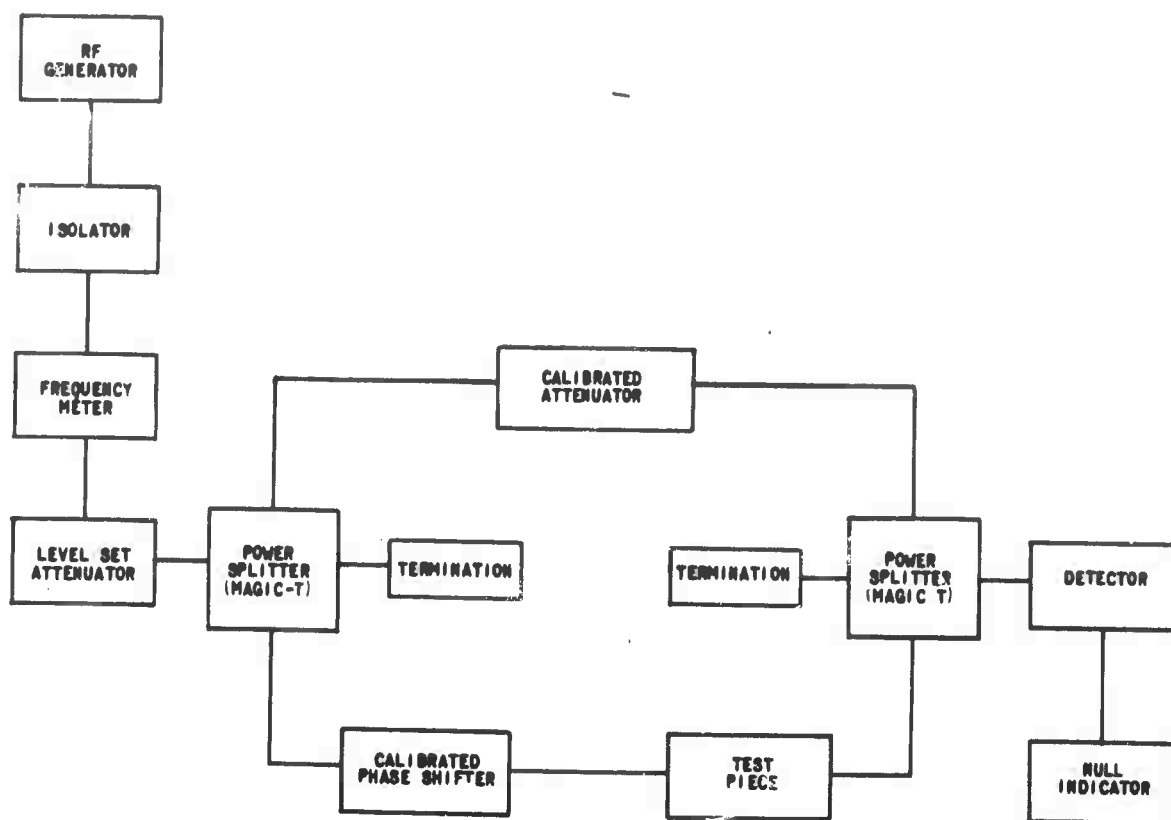 RF
GENERATOR
ISOLATOR
FREQUENCY
METER
LEVEL SET
ATTENUATOR
POWER
SPLITTER
(MAGIC-T)
TERMINATION
CALIBRATED
ATTENUATOR
CALIBRATED
PHASE SHIFTER
TEST
PIECE
TERMINATION
POWER
SPLITTER
(MAGIC T)
DETECTOR
NULL
INDICATOR